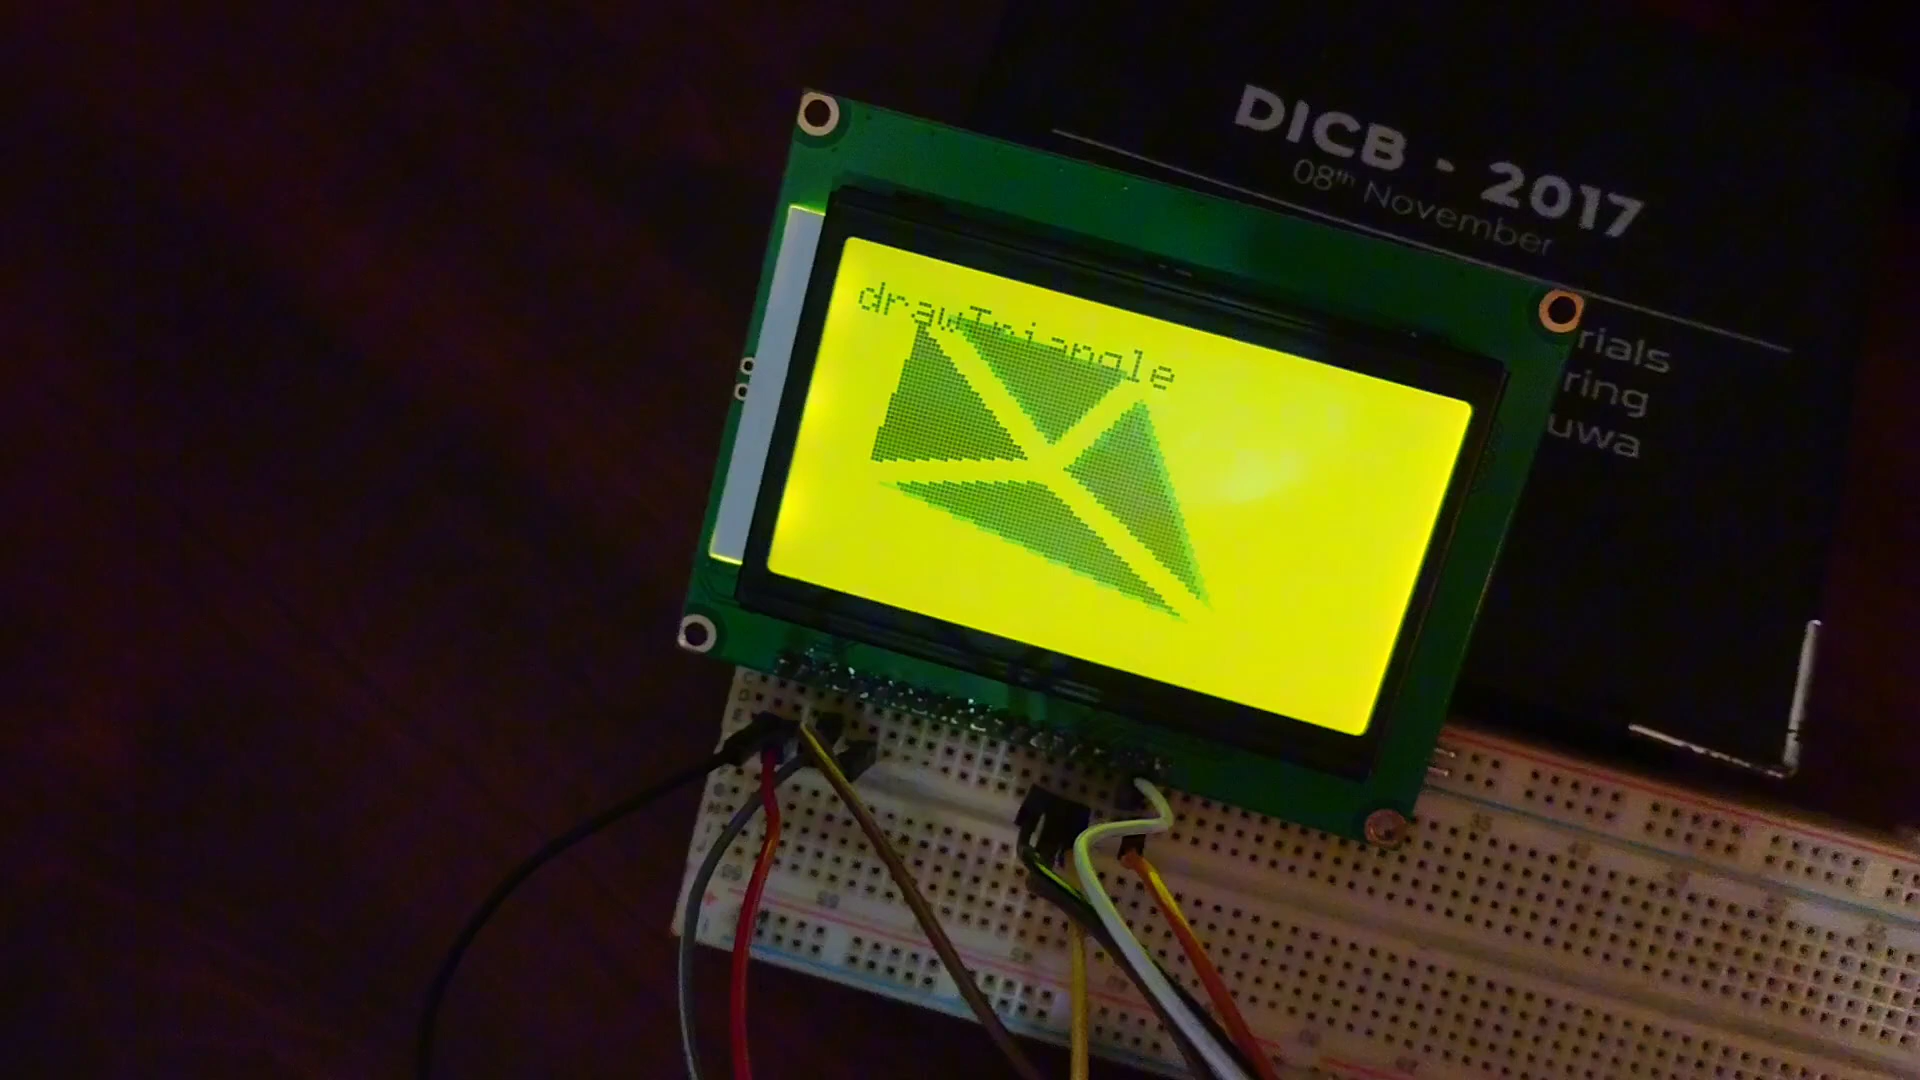 drawTriangle
DICB - 2017
08th November
rials
ring
uwa